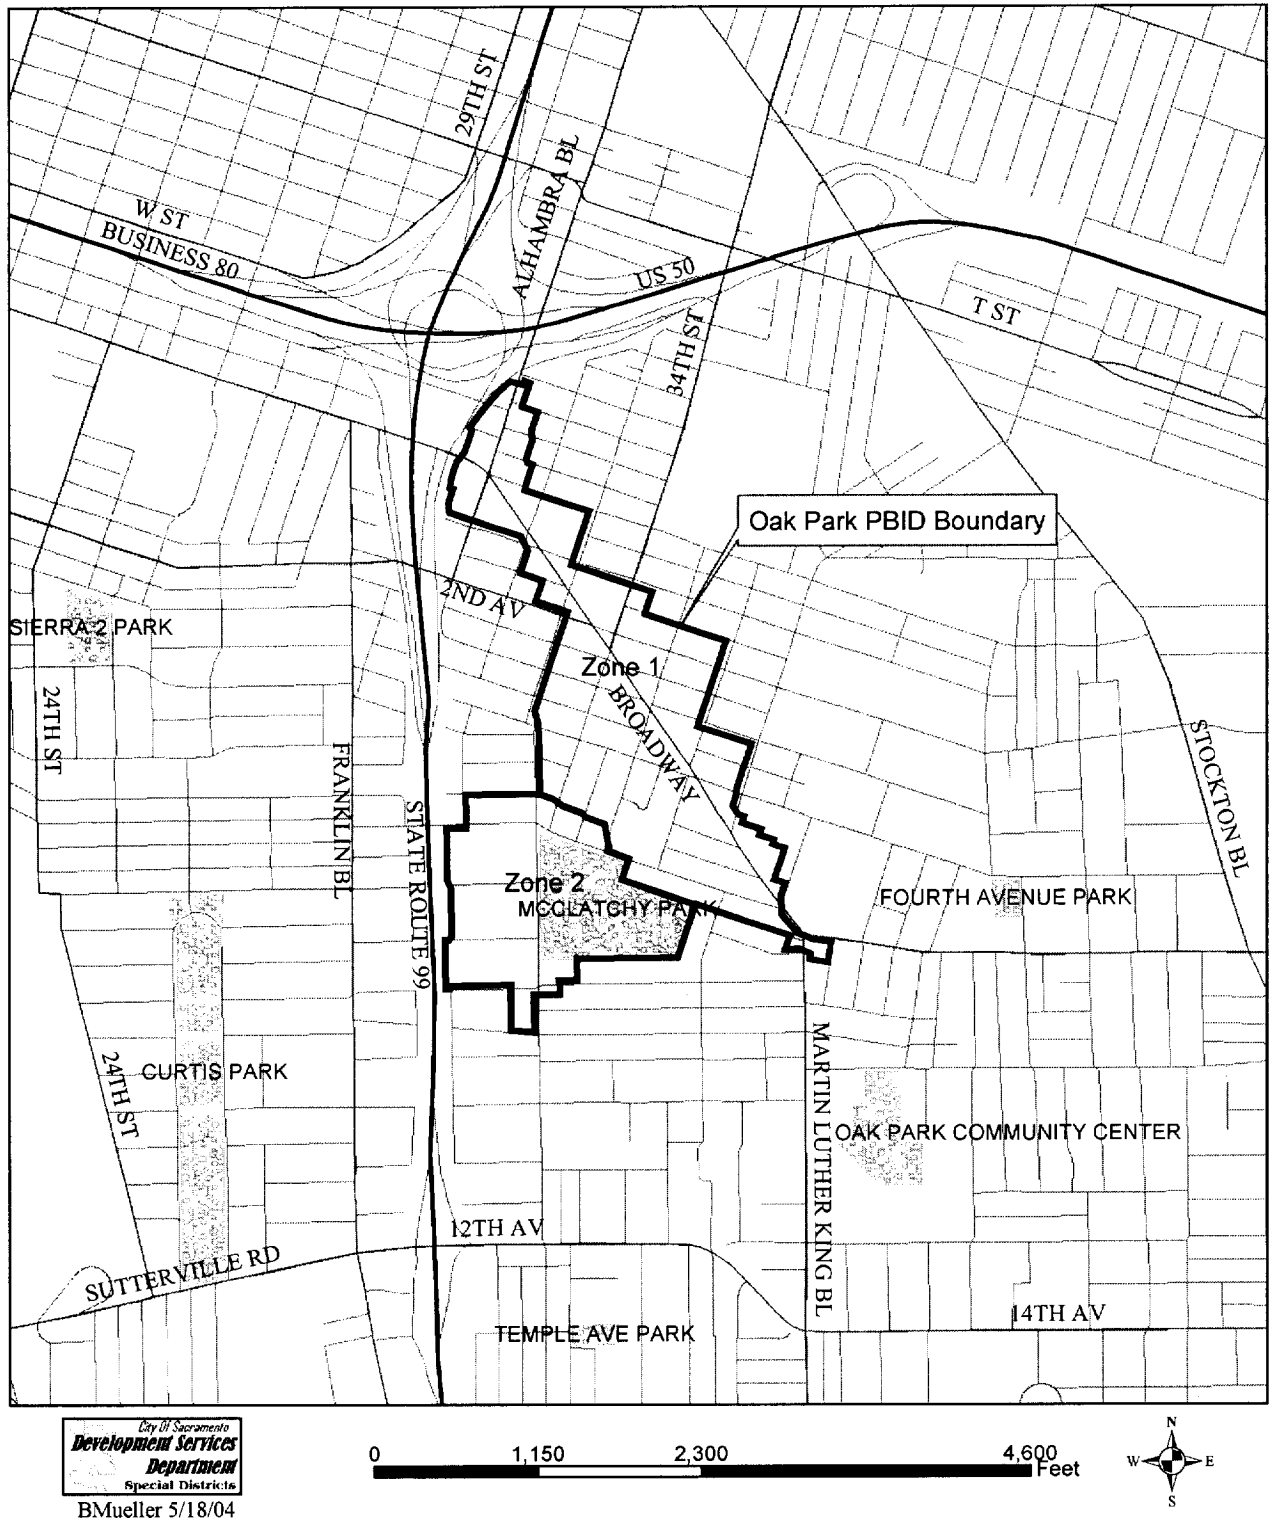 29TH ST
ALHAMBRA BL
W ST
BUSINESS 80
US 50
T ST
34TH ST
Oak Park PBID Boundary
2ND AV
SIERRA 2 PARK
Zone 1
BROADWAY
24TH ST
FRANKLIN BL
STATE ROUTE 99
STOCKTON BL
Zone 2
MCCLATCHY PARK
FOURTH AVENUE PARK
CURTIS PARK
24TH ST
MARTIN LUTHER KING BL
OAK PARK COMMUNITY CENTER
12TH AV
SUTTERVILLE RD
14TH AV
TEMPLE AVE PARK
City Of Sacramento
Development Services
Department
Special Districts
BMueller 5/18/04
0 1,150 2,300 4,600
Feet
N
W E
S